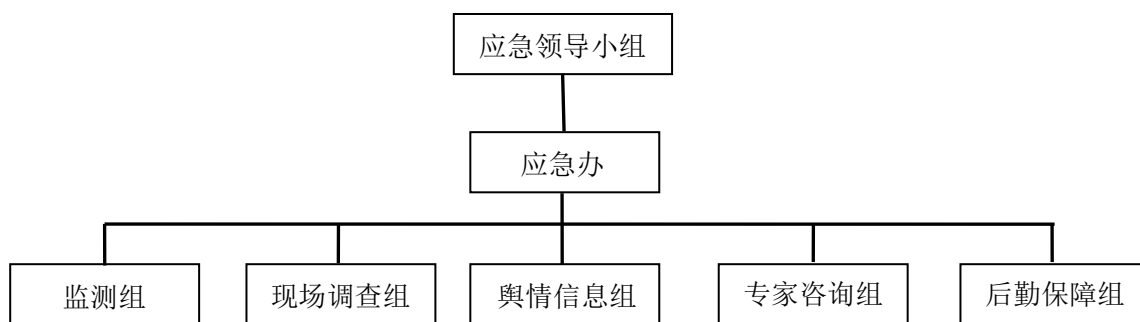 应急领导小组
应急办
监测组
现场调查组
舆情信息组
专家咨询组
后勤保障组